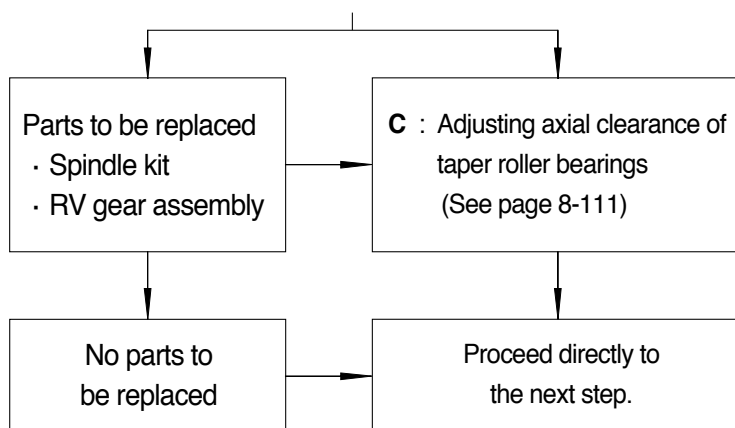 Parts to be replaced
· Spindle kit
· RV gear assembly
C : Adjusting axial clearance of
taper roller bearings
(See page 8-111)
No parts to
be replaced
Proceed directly to
the next step.